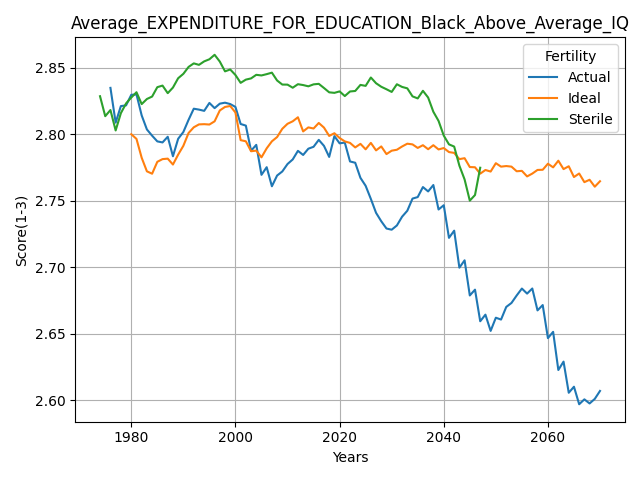 Average_EXPENDITURE_FOR_EDUCATION_Black_Above_Average_IQ
Fertility
Actual
Ideal
Sterile
2.85
2.80
2.75
2.70
2.65
2.60
Score(1-3)
1980
2000
2020
2040
2060
Years